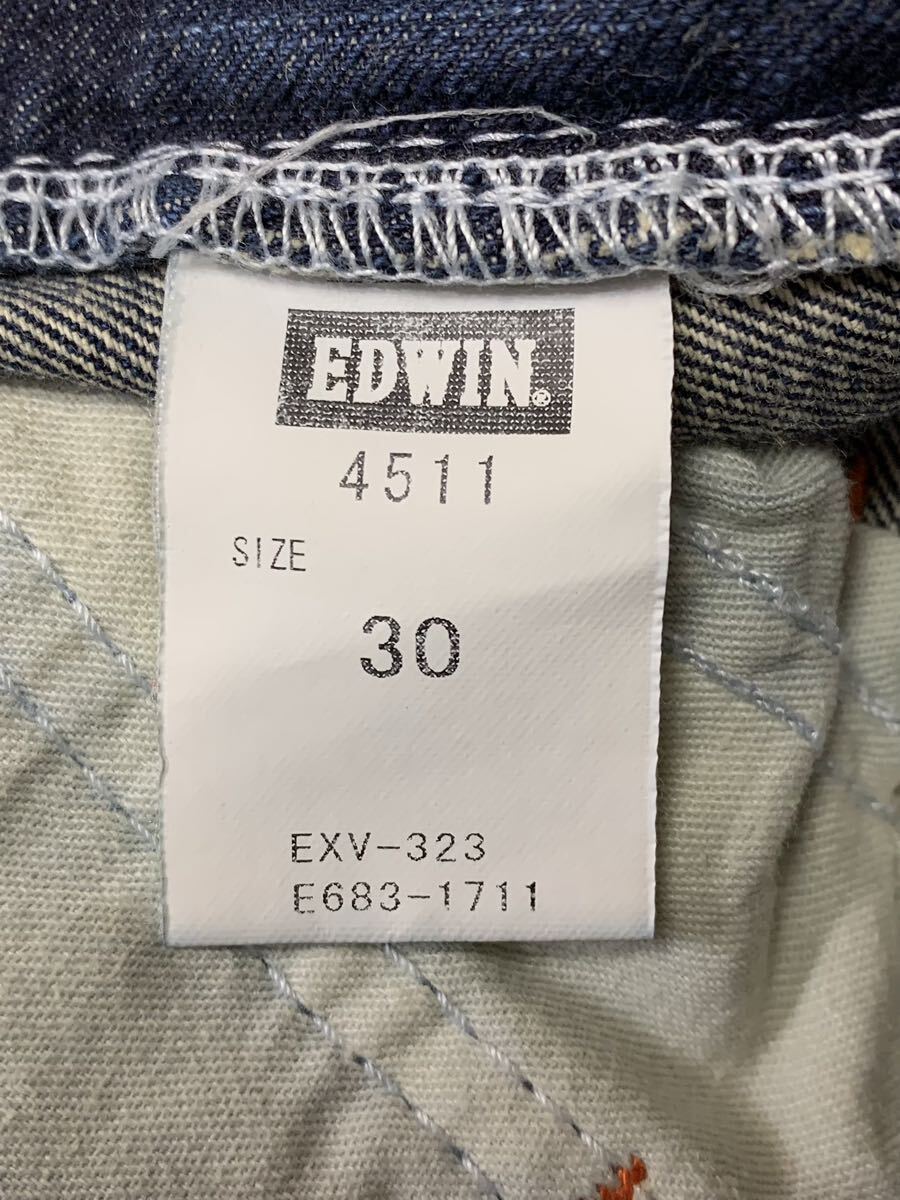 EDWIN®
4511
SIZE
30
EXV-323
E683-1711